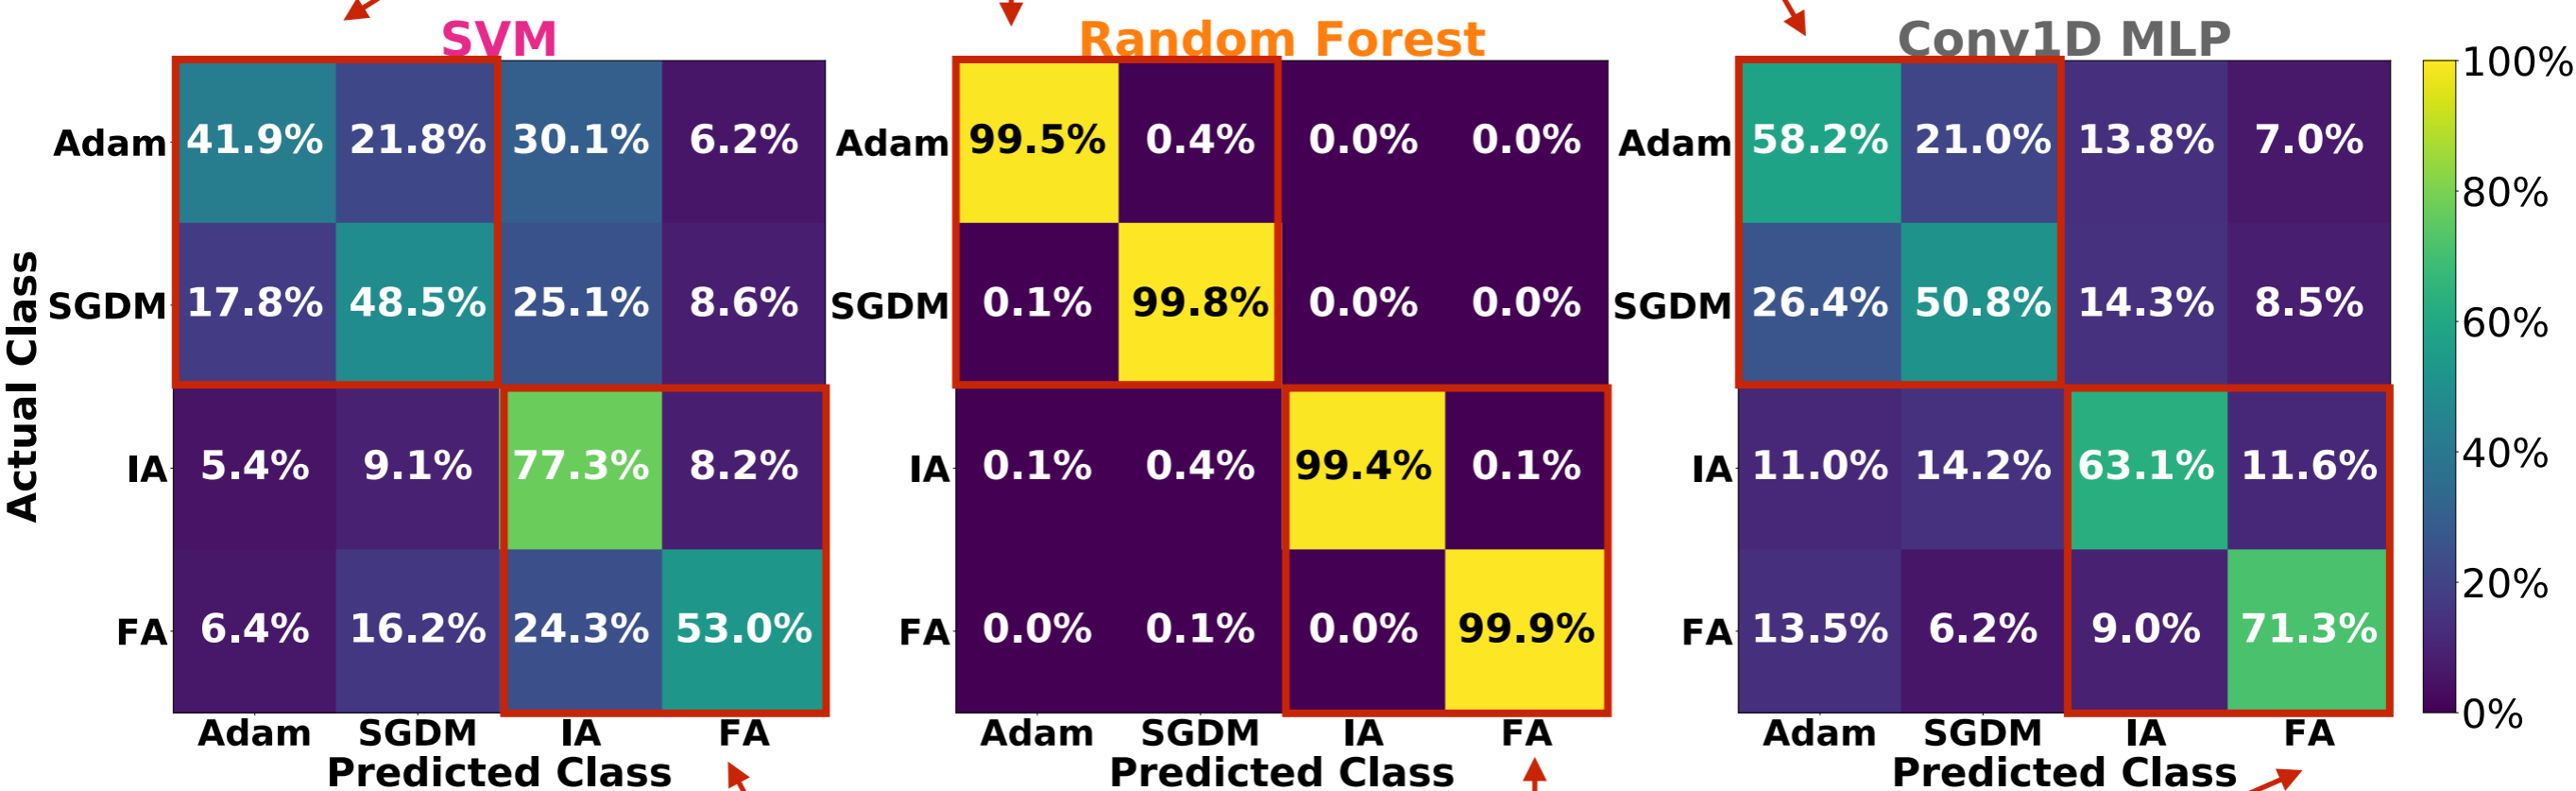 SVM Random Forest Conv1D MLP
100%
Adam 41.9% 21.8% 30.1% 6.2% Adam 99.5% 0.4% 0.0% 0.0% Adam 58.2% 21.0% 13.8% 7.0%
80%
SGDM 17.8% 48.5% 25.1% 8.6% SGDM 0.1% 99.8% 0.0% 0.0% SGDM 26.4% 50.8% 14.3% 8.5%
60%
Actual Class
40%
IA 5.4% 9.1% 77.3% 8.2% IA 0.1% 0.4% 99.4% 0.1% IA 11.0% 14.2% 63.1% 11.6%
20%
FA 6.4% 16.2% 24.3% 53.0% FA 0.0% 0.1% 0.0% 99.9% FA 13.5% 6.2% 9.0% 71.3%
0%
Adam SGDM IA FA Adam SGDM IA FA Adam SGDM IA FA
Predicted Class Predicted Class Predicted Class